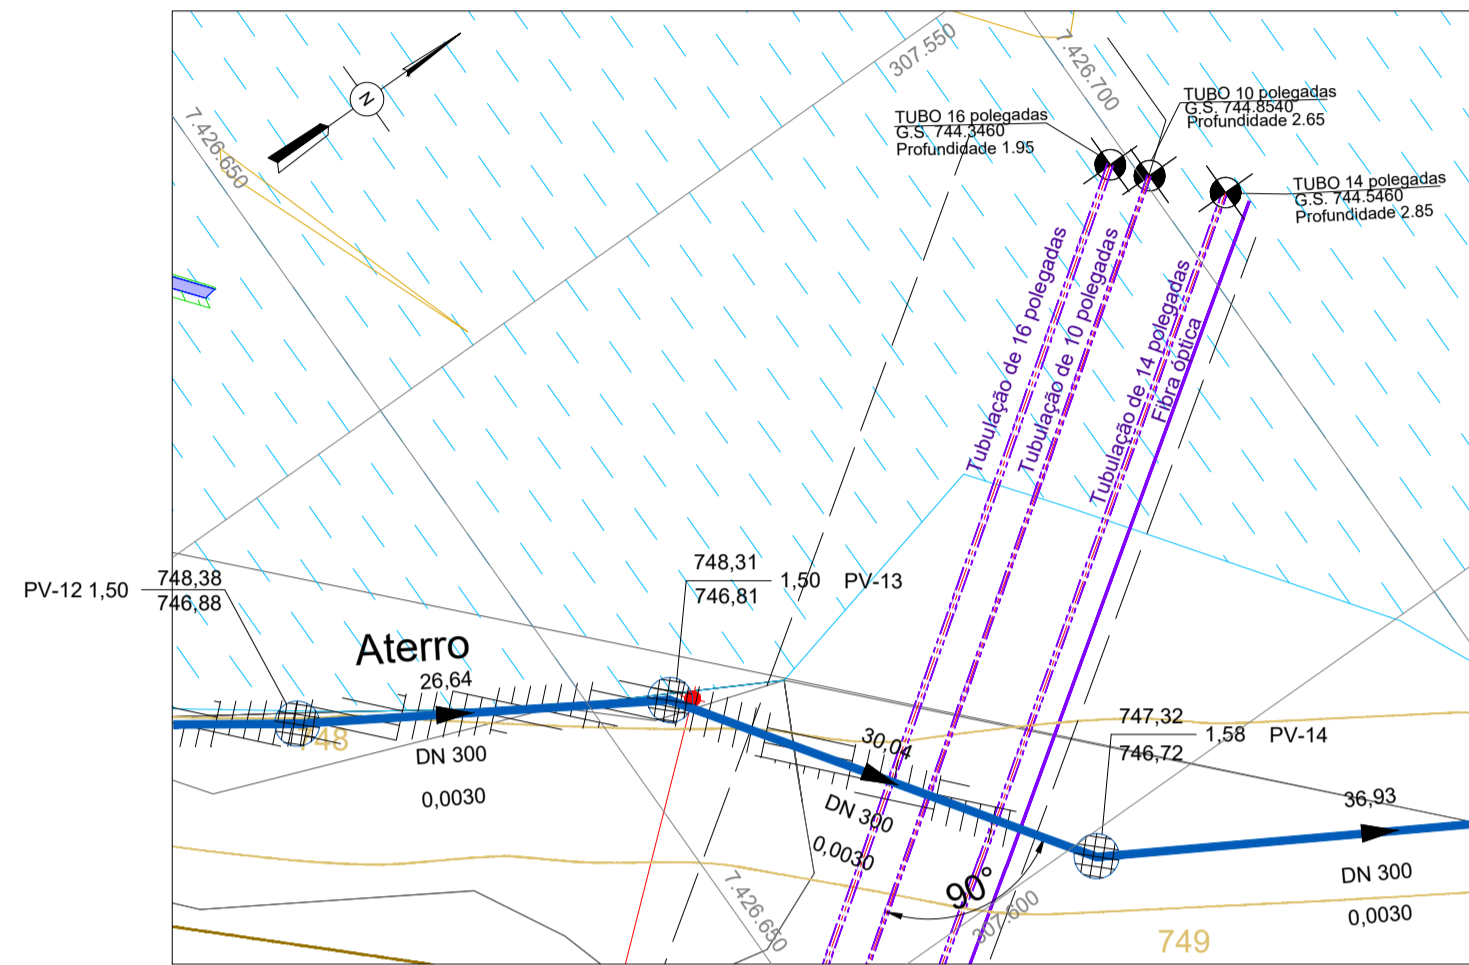 N
7.426.650
307.550
7.426.700
TUBO 16 polegadas
G.S. 744.3460
Profundidade 1.95
TUBO 10 polegadas
G.S. 744.8540
Profundidade 2.65
TUBO 14 polegadas
G.S. 744.5460
Profundidade 2.85
Tubulação de 16 polegadas
Tubulação de 10 polegadas
Tubulação de 14 polegadas
Fibra óptica
PV-12 1,50
748,38
746,88
748,31
746,81
1,50 PV-13
Aterro
26,64
748
DN 300
0,0030
30,04
DN 300
0,0030
747,32
746,72
1,58 PV-14
36,93
DN 300
0,0030
90°
307.600
7.426.650
749